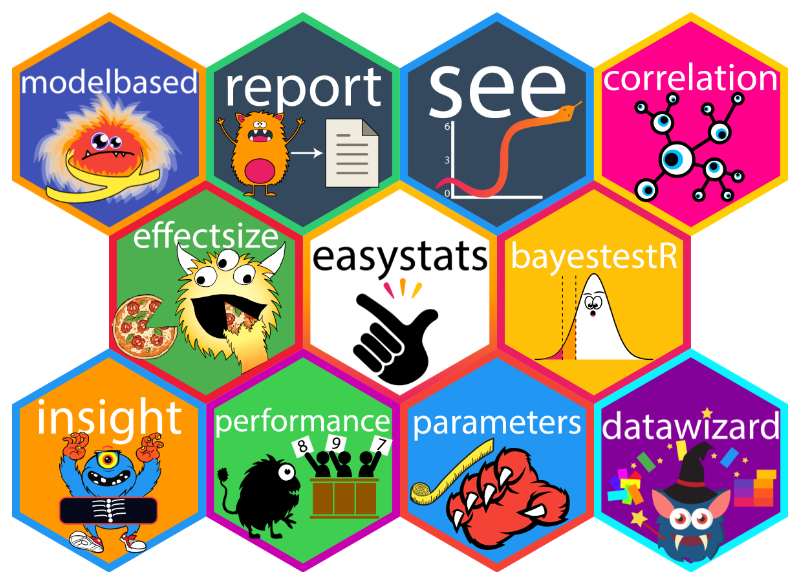 modelbased
report
see
correlation
6
3
0
effectsize
easystats
bayestestR
insight
performance
8
9
7
parameters
datawizard